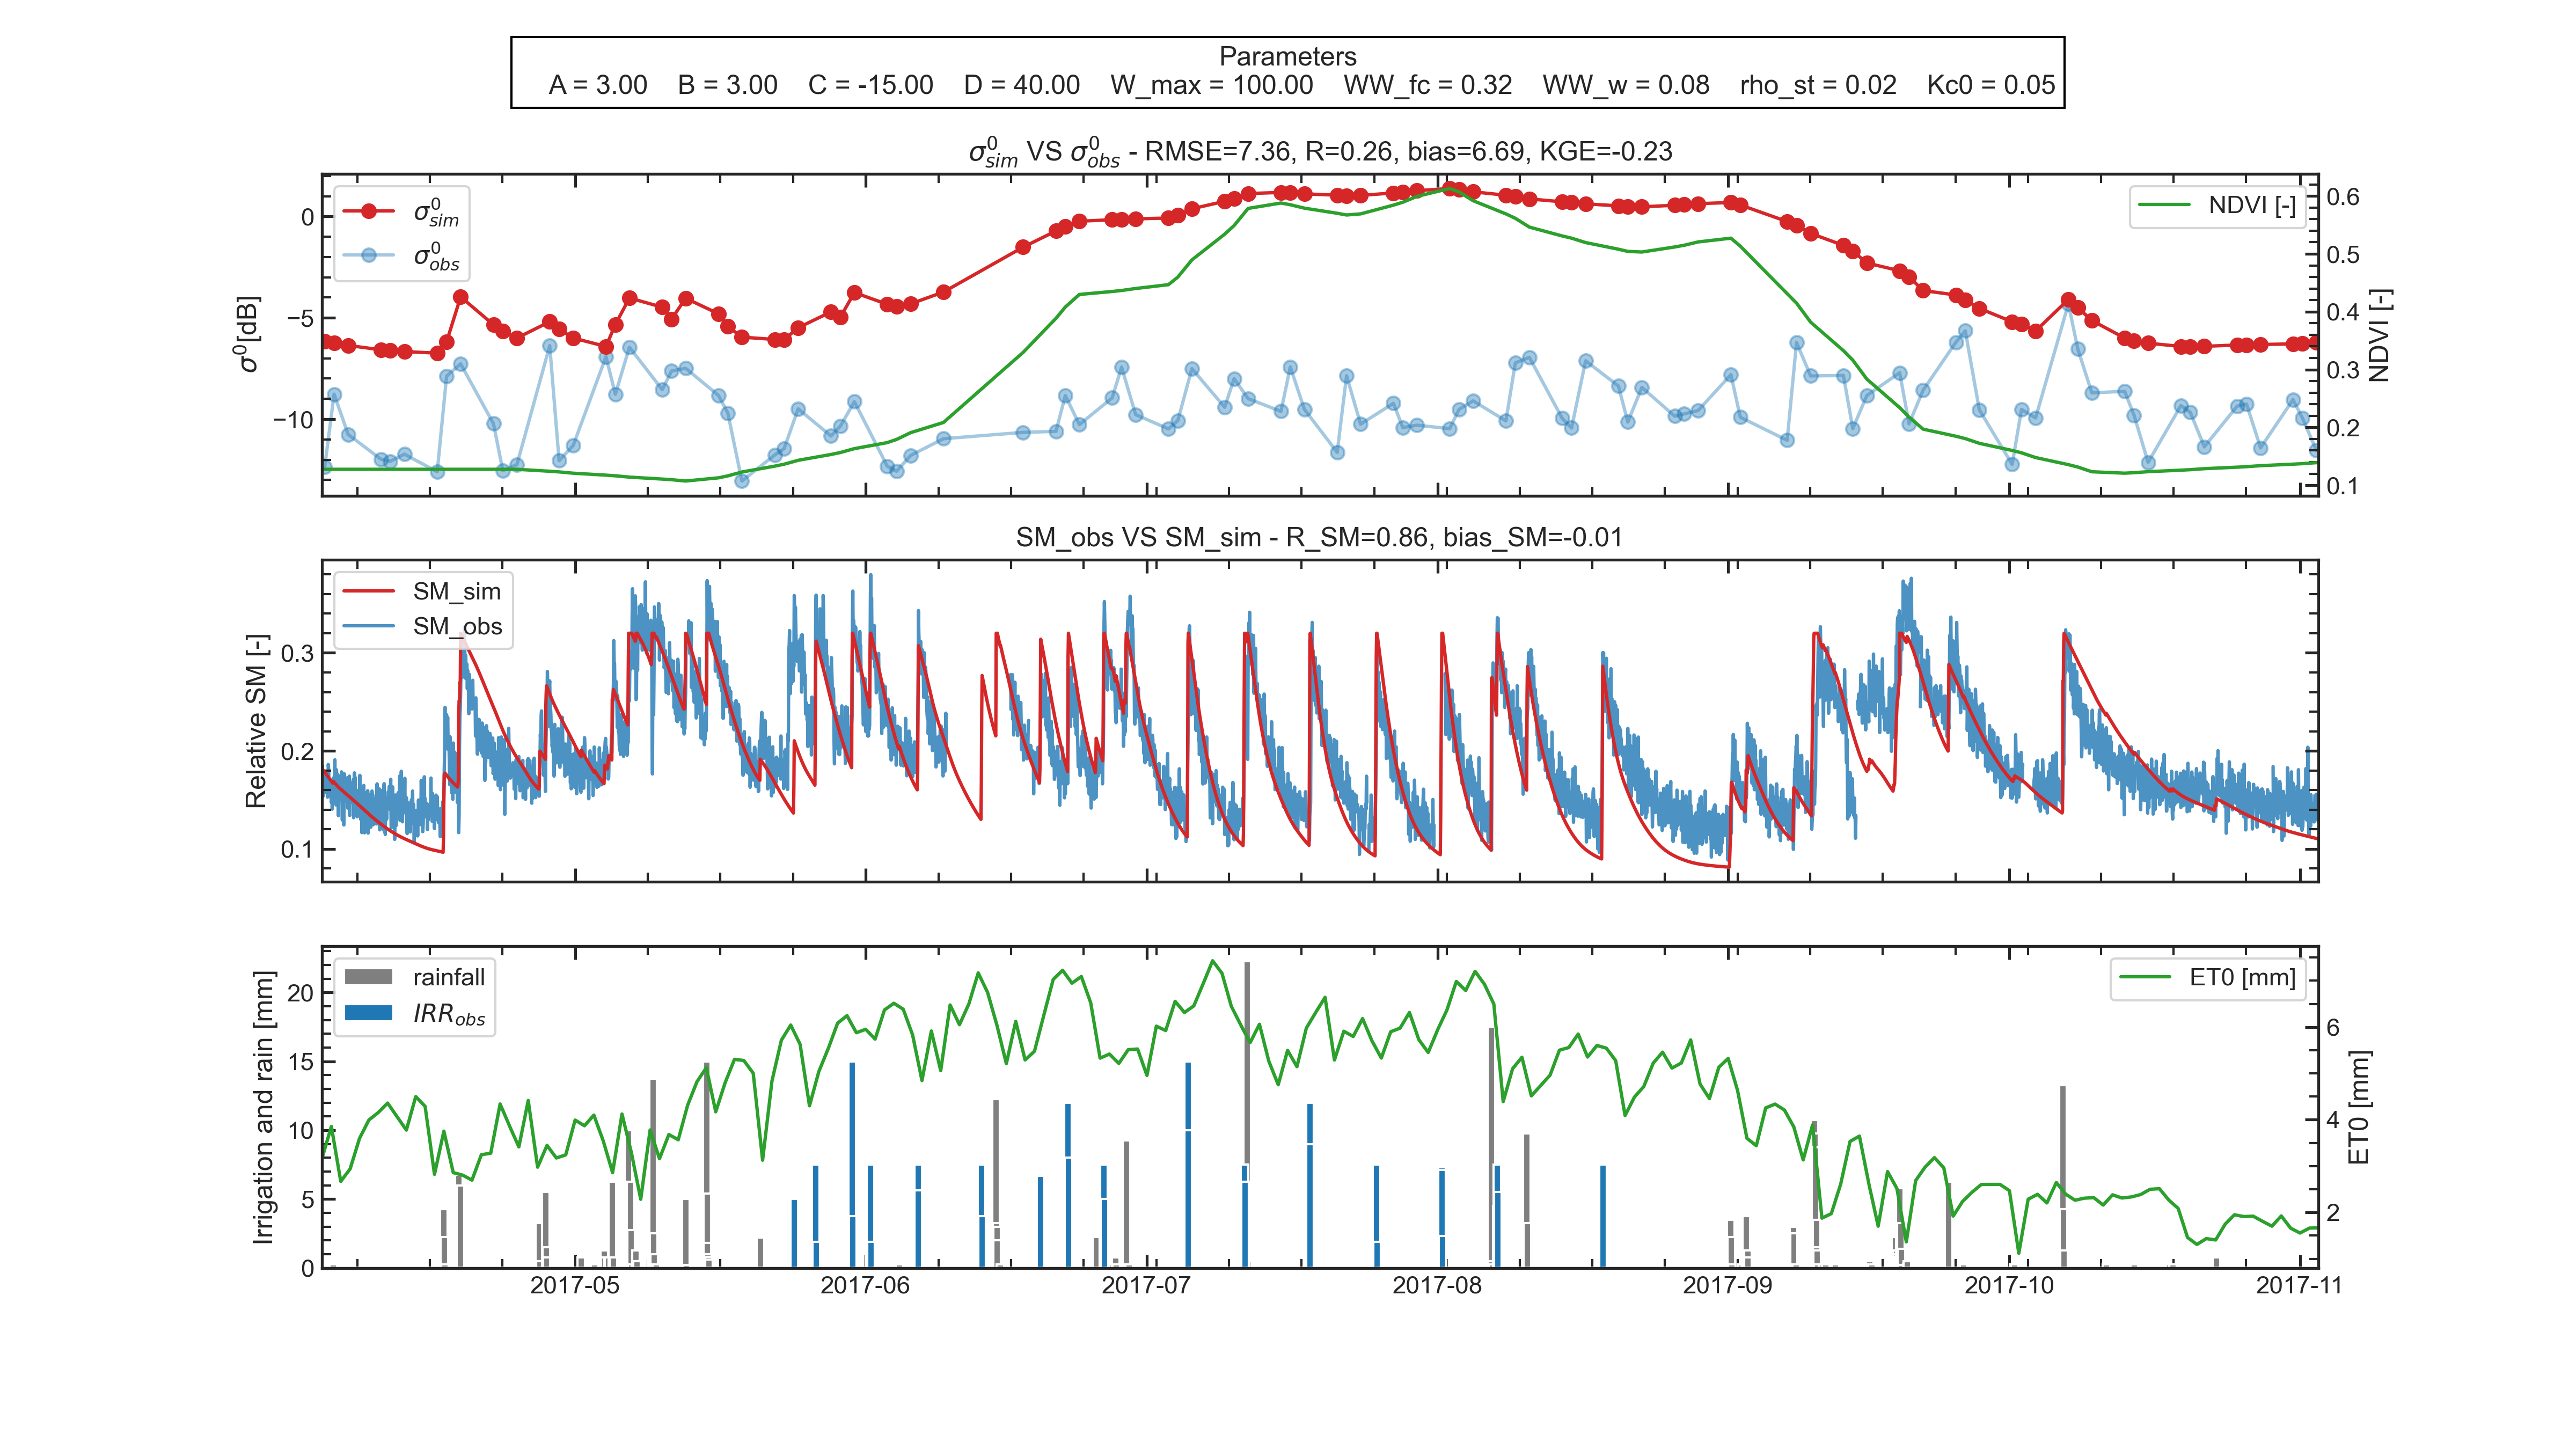 Parameters
A = 3.00 B = 3.00 C = -15.00 D = 40.00 W_max = 100.00 WW_fc = 0.32 WW_w = 0.08 rho_st = 0.02 Kc0 = 0.05
σ⁰sim VS σ⁰obs - RMSE=7.36, R=0.26, bias=6.69, KGE=-0.23
σ⁰sim
σ⁰obs
NDVI [-]
0
−5
−10
σ⁰[dB]
0.6
0.5
0.4
0.3
0.2
0.1
NDVI [-]
SM_obs VS SM_sim - R_SM=0.86, bias_SM=-0.01
SM_sim
SM_obs
0.3
0.2
0.1
Relative SM [-]
rainfall
IRRobs
ET0 [mm]
20
15
10
5
0
Irrigation and rain [mm]
6
4
2
ET0 [mm]
2017-05 2017-06 2017-07 2017-08 2017-09 2017-10 2017-11